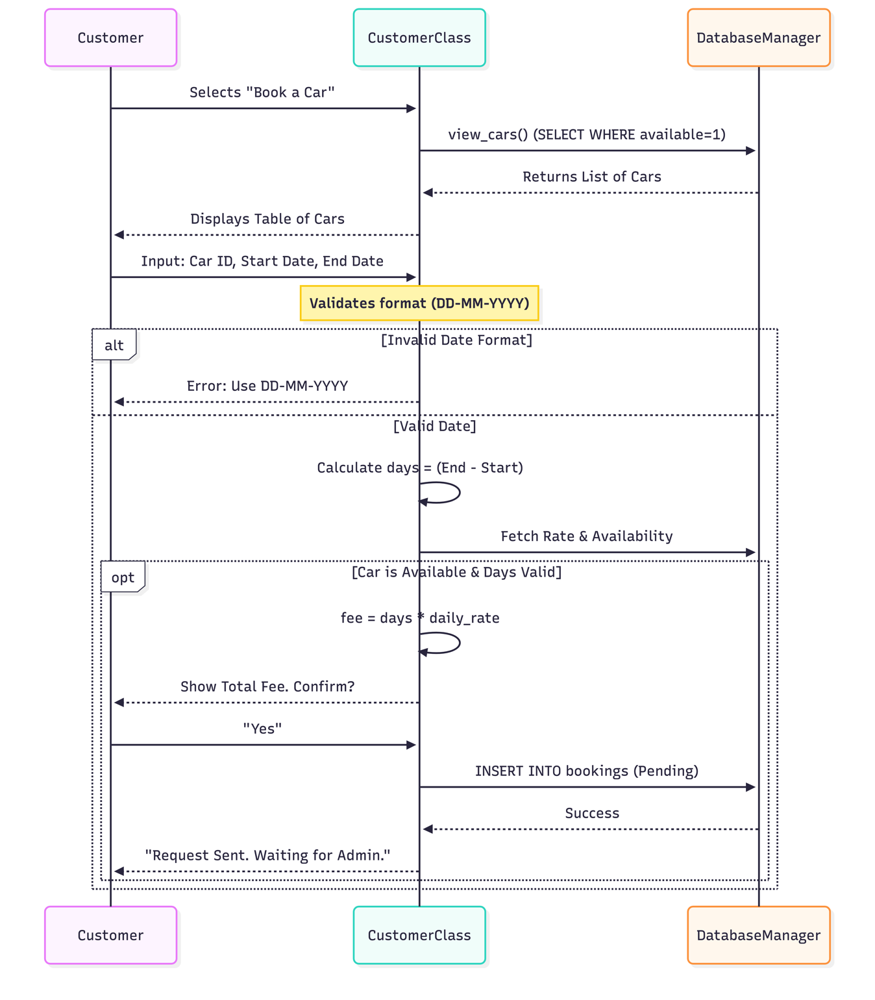 Customer
CustomerClass
DatabaseManager
Selects "Book a Car"
view_cars() (SELECT WHERE available=1)
Returns List of Cars
Displays Table of Cars
Input: Car ID, Start Date, End Date
Validates format (DD-MM-YYYY)
alt
[Invalid Date Format]
Error: Use DD-MM-YYYY
[Valid Date]
Calculate days = (End - Start)
Fetch Rate & Availability
opt
[Car is Available & Days Valid]
fee = days * daily_rate
Show Total Fee. Confirm?
"Yes"
INSERT INTO bookings (Pending)
Success
"Request Sent. Waiting for Admin."
Customer
CustomerClass
DatabaseManager